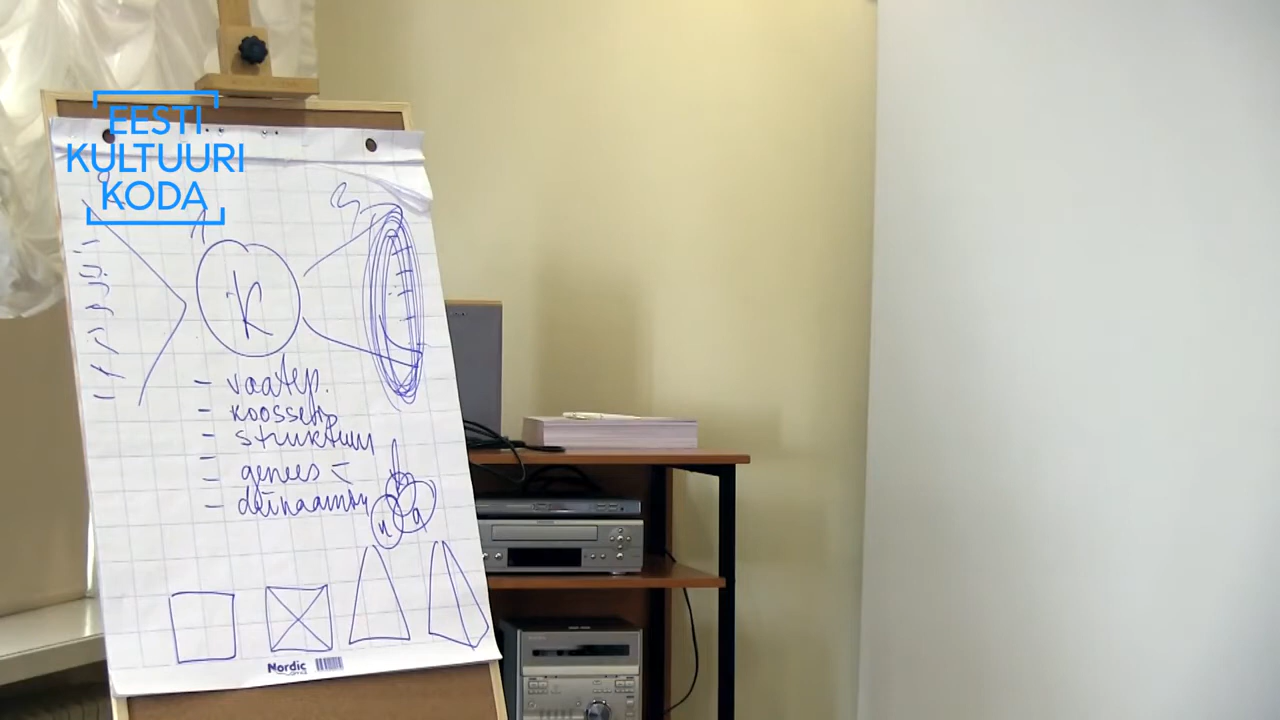 EESTI
KULTUURI
KODA
K
- vaatep.
- koosseis
- struktuur
- genees <
- dünaamika
n a
Nordic